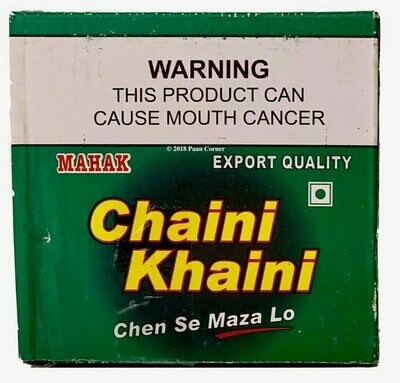 WARNING
THIS PRODUCT CAN
CAUSE MOUTH CANCER
© 2018 Paan Corner
MAHAK
EXPORT QUALITY
Chaini
Khaini
Chen Se Maza Lo